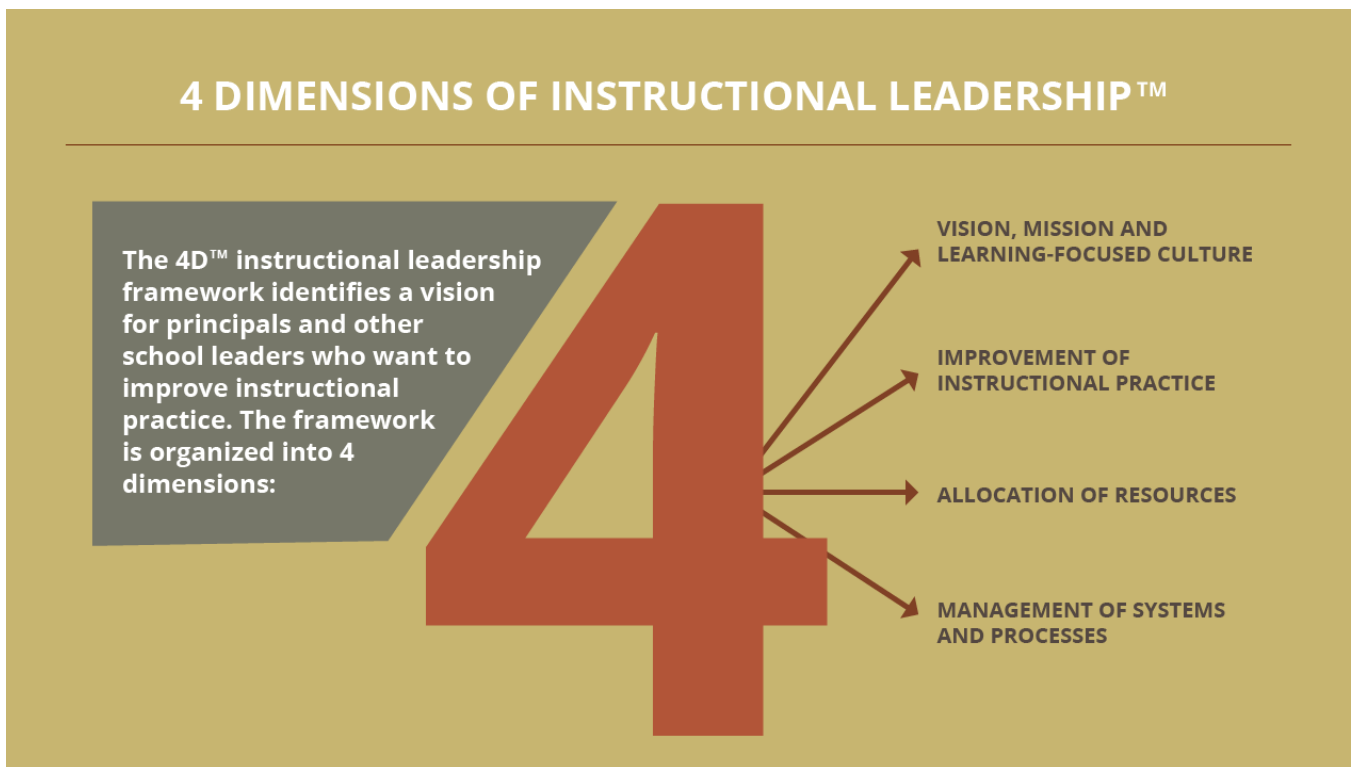 4 DIMENSIONS OF INSTRUCTIONAL LEADERSHIP™
The 4D™ instructional leadership
framework identifies a vision
for principals and other
school leaders who want to
improve instructional
practice. The framework
is organized into 4
dimensions:
4
VISION, MISSION AND
LEARNING-FOCUSED CULTURE
IMPROVEMENT OF
INSTRUCTIONAL PRACTICE
ALLOCATION OF RESOURCES
MANAGEMENT OF SYSTEMS
AND PROCESSES